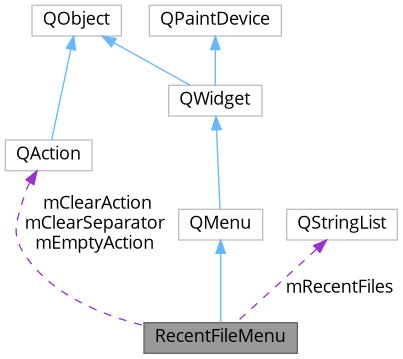 QObject
QPaintDevice
QWidget
QAction
mClearAction
mClearSeparator
mEmptyAction
QMenu
QStringList
mRecentFiles
RecentFileMenu